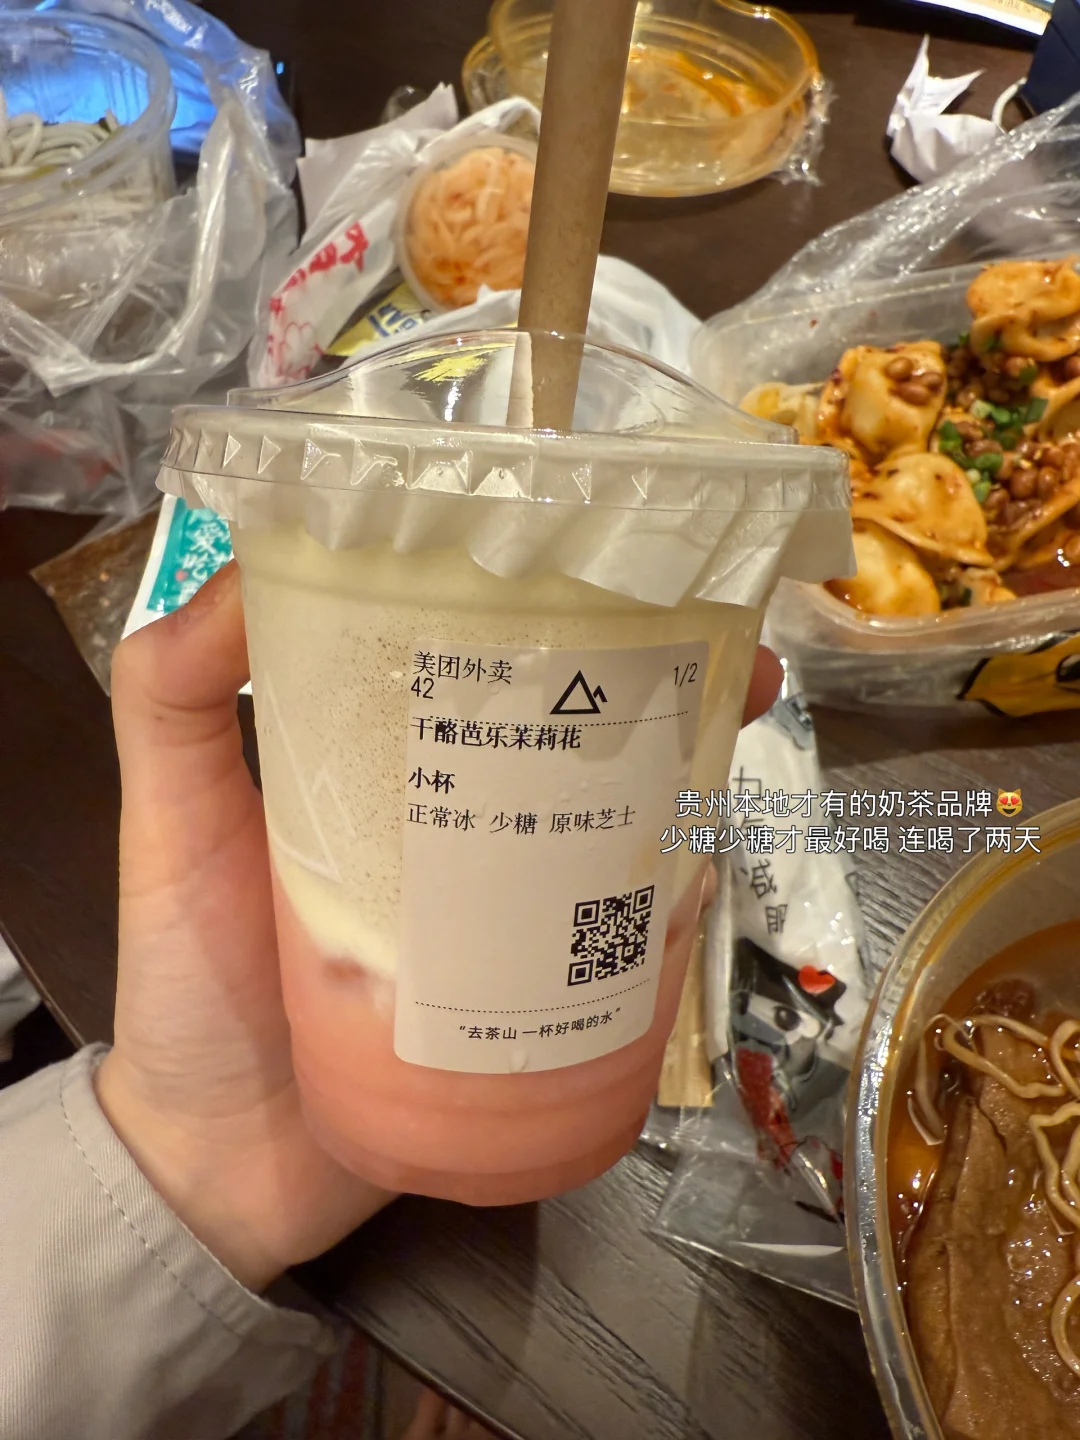 美团外卖
42
1/2
干酪芭乐茉莉花
小杯
正常冰 少糖 原味芝士
“去茶山 一杯好喝的水”
贵州本地才有的奶茶品牌😻
少糖少糖才最好喝 连喝了两天